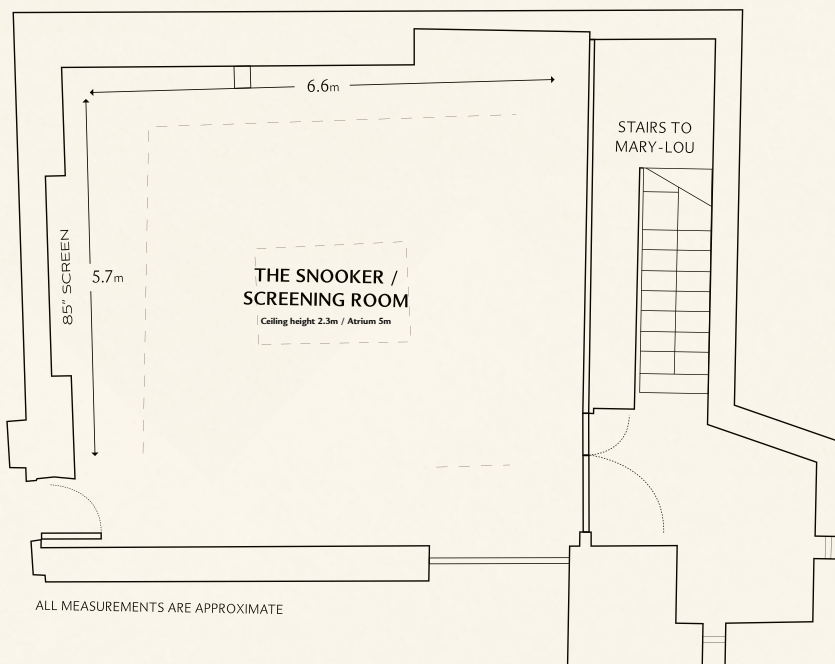 6.6m
STAIRS TO
MARY-LOU
85" SCREEN
5.7m
THE SNOOKER /
SCREENING ROOM
Ceiling height 2.3m / Atrium 5m
ALL MEASUREMENTS ARE APPROXIMATE